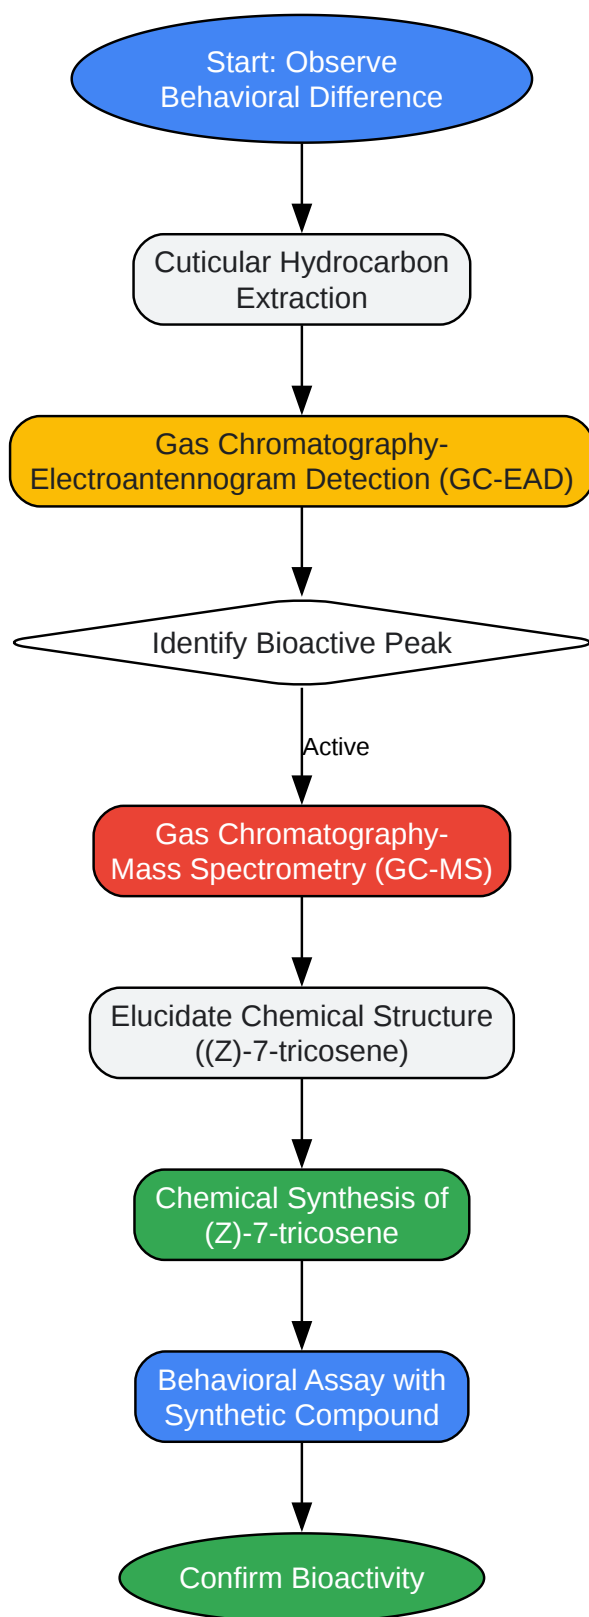 Start: Observe
Behavioral Difference
Cuticular Hydrocarbon
Extraction
Gas Chromatography-
Electroantennogram Detection (GC-EAD)
Identify Bioactive Peak
Active
Gas Chromatography-
Mass Spectrometry (GC-MS)
Elucidate Chemical Structure
((Z)-7-tricosene)
Chemical Synthesis of
(Z)-7-tricosene
Behavioral Assay with
Synthetic Compound
Confirm Bioactivity